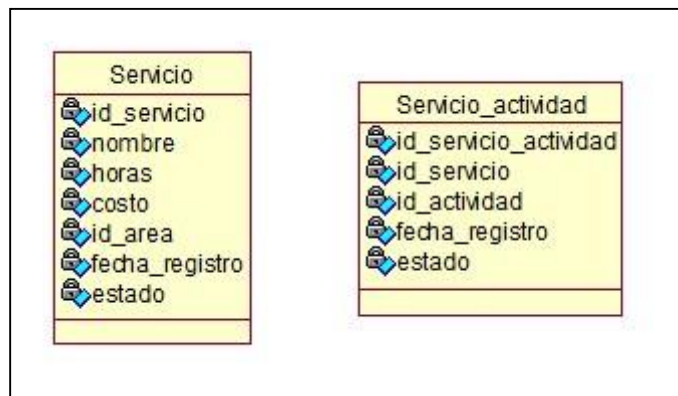 Servicio
id_servicio
nombre
horas
costo
id_area
fecha_registro
estado
Servicio_actividad
id_servicio_actividad
id_servicio
id_actividad
fecha_registro
estado